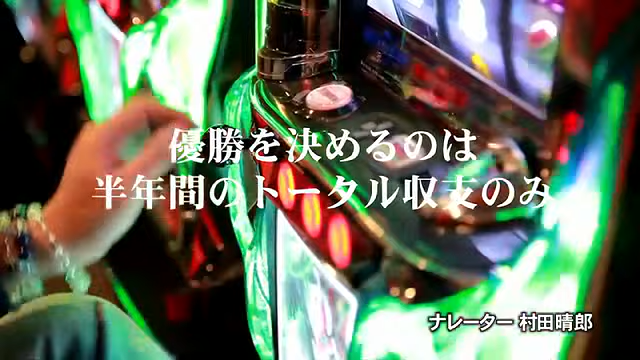 優勝を決めるのは
半年間のトータル収支のみ
ナレーター 村田晴郎